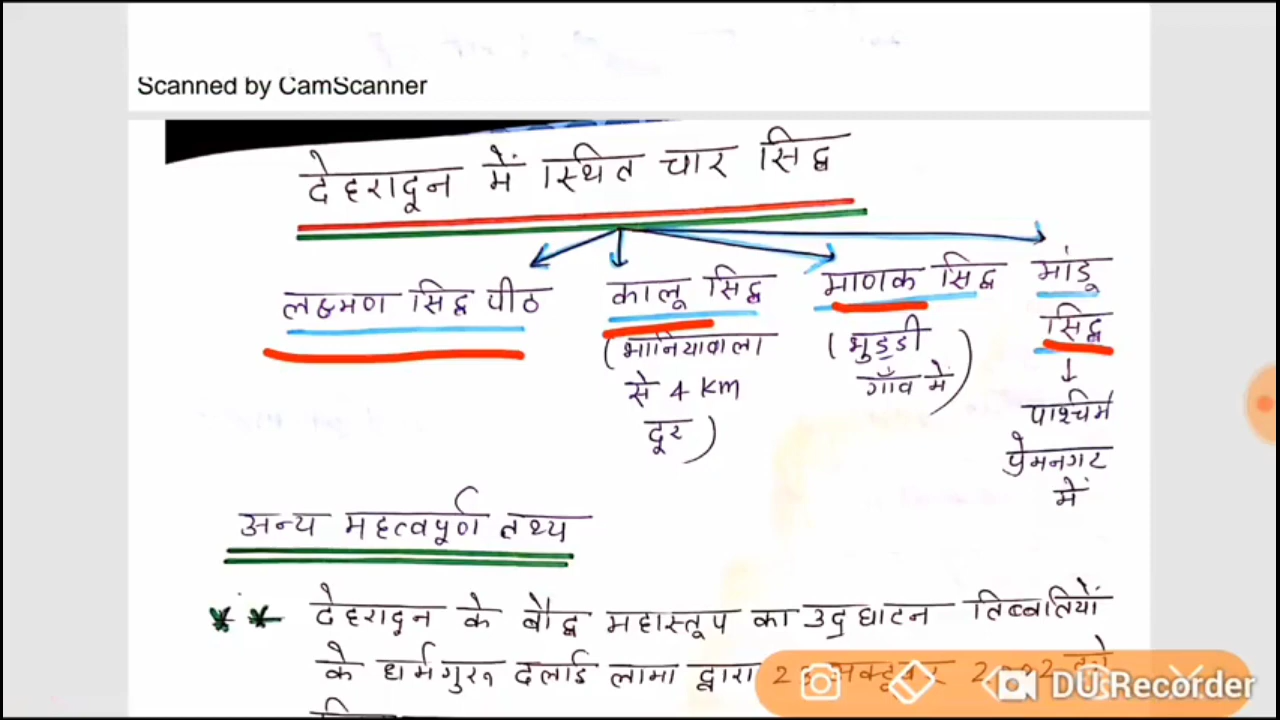 Scanned by CamScanner
देहरादून में स्थित चार सिद्ध
लक्ष्मण सिद्ध पीठ
कालू सिद्ध
(भानियावाला
से 4 km
दूर)
माणक सिद्ध
(भुड्डी
गाँव में)
मांडू
सिद्ध
↓
पश्चिम
प्रेमनगर
में
अन्य महत्वपूर्ण तथ्य
** देहरादून के बौद्ध महास्तूप का उद्घाटन तिब्बतियों
के धर्मगुरु दलाई लामा द्वारा
DU Recorder